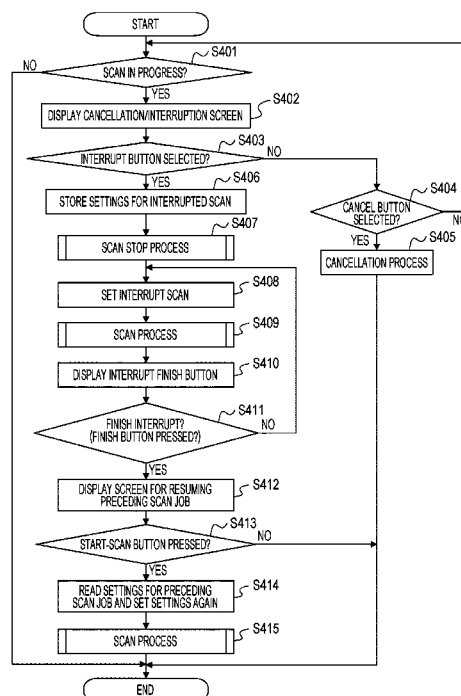 START
S401
NO
SCAN IN PROGRESS?
YES
S402
DISPLAY CANCELLATION/INTERRUPTION SCREEN
S403
NO
INTERRUPT BUTTON SELECTED?
YES
S406
S404
STORE SETTINGS FOR INTERRUPTED SCAN
CANCEL BUTTON
SELECTED?
NO
S407
YES
S405
SCAN STOP PROCESS
CANCELLATION PROCESS
S408
SET INTERRUPT SCAN
S409
SCAN PROCESS
S410
DISPLAY INTERRUPT FINISH BUTTON
S411
FINISH INTERRUPT?
(FINISH BUTTON PRESSED?)
NO
YES
S412
DISPLAY SCREEN FOR RESUMING
PRECEDING SCAN JOB
S413
NO
START-SCAN BUTTON PRESSED?
YES
S414
READ SETTINGS FOR PRECEDING
SCAN JOB AND SET SETTINGS AGAIN
S415
SCAN PROCESS
END